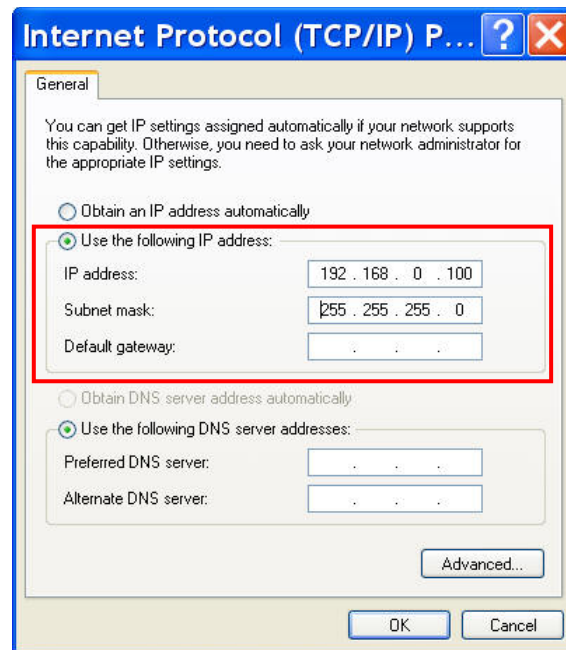 Internet Protocol (TCP/IP) P...
General
You can get IP settings assigned automatically if your network supports
this capability. Otherwise, you need to ask your network administrator for
the appropriate IP settings.
Obtain an IP address automatically
Use the following IP address:
IP address: 192 . 168 . 0 . 100
Subnet mask: 255 . 255 . 255 . 0
Default gateway: . . .
Obtain DNS server address automatically
Use the following DNS server addresses:
Preferred DNS server: . . .
Alternate DNS server: . . .
Advanced...
OK Cancel